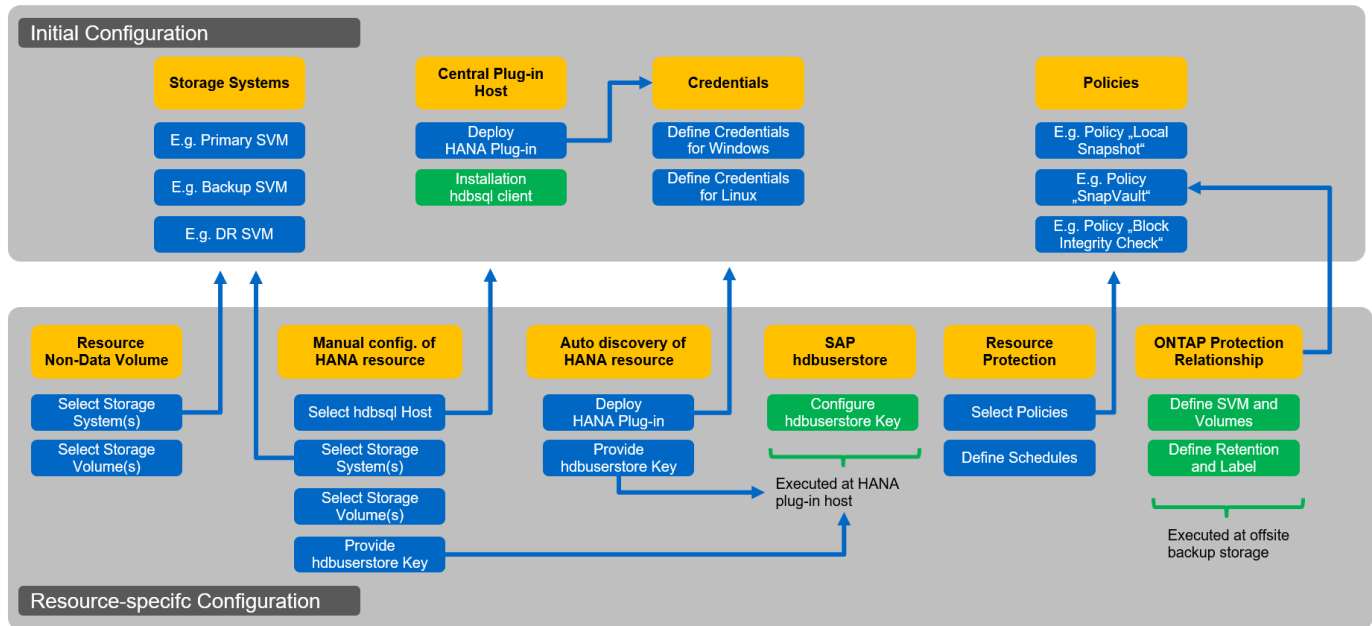 Initial Configuration
Storage Systems
E.g. Primary SVM
E.g. Backup SVM
E.g. DR SVM
Central Plug-in
Host
Deploy
HANA Plug-in
Installation
hdbsql client
Credentials
Define Credentials
for Windows
Define Credentials
for Linux
Policies
E.g. Policy „Local
Snapshot“
E.g. Policy
„SnapVault“
E.g. Policy „Block
Integrity Check“
Resource
Non-Data Volume
Select Storage
System(s)
Select Storage
Volume(s)
Manual config. of
HANA resource
Select hdbsql Host
Select Storage
System(s)
Select Storage
Volume(s)
Provide
hdbuserstore Key
Auto discovery of
HANA resource
Deploy
HANA Plug-in
Provide
hdbuserstore Key
SAP
hdbuserstore
Configure
hdbuserstore Key
Executed at HANA
plug-in host
Resource
Protection
Select Policies
Define Schedules
ONTAP Protection
Relationship
Define SVM and
Volumes
Define Retention
and Label
Executed at offsite
backup storage
Resource-specifc Configuration